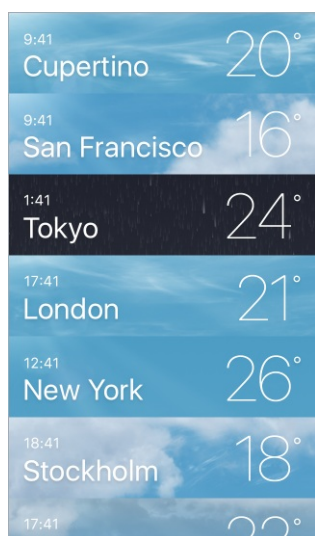 9:41
Cupertino 20°
9:41
San Francisco 16°
1:41
Tokyo 24°
17:41
London 21°
12:41
New York 26°
18:41
Stockholm 18°
17:41